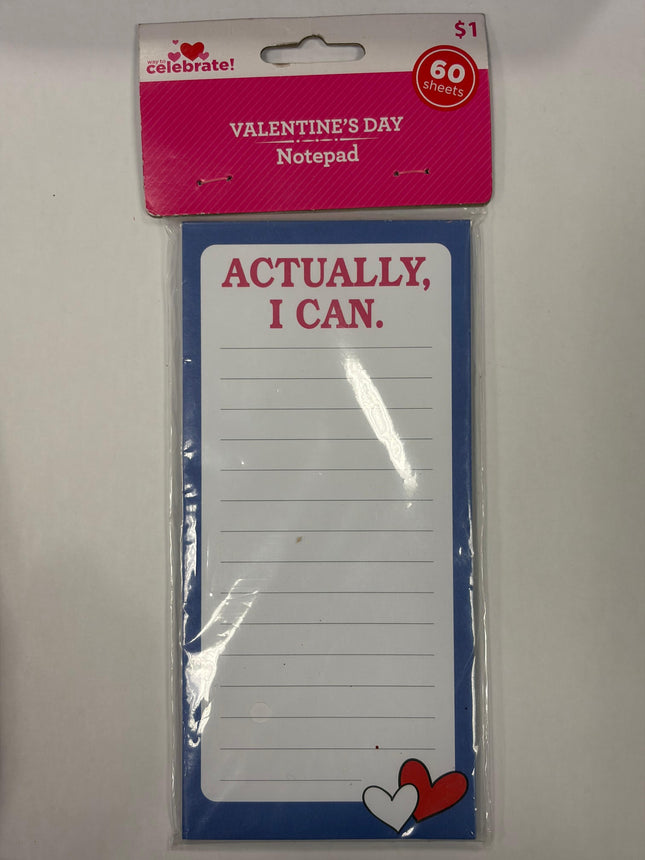 $1
way to
celebrate!
60
sheets
VALENTINE'S DAY
Notepad
ACTUALLY,
I CAN.